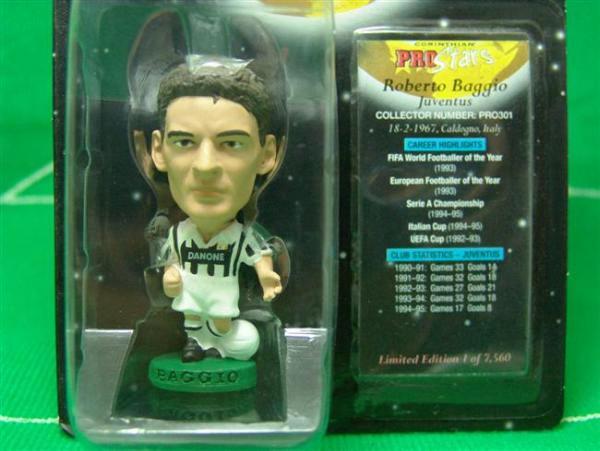 DANONE
BAGGIO
CORINTHIAN
PRO Stars
Roberto Baggio
Juventus
COLLECTOR NUMBER: PRO301
18-2-1967, Caldogno, Italy
CAREER HIGHLIGHTS
FIFA World Footballer of the Year
(1993)
European Footballer of the Year
(1993)
Serie A Championship
(1994-95)
Italian Cup (1994-95)
UEFA Cup (1992-93)
CLUB STATISTICS - JUVENTUS
1990-91: Games 33 Goals 14
1991-92: Games 32 Goals 18
1992-93: Games 27 Goals 21
1993-94: Games 32 Goals 18
1994-95: Games 17 Goals 8
Limited Edition 1 of 7,560